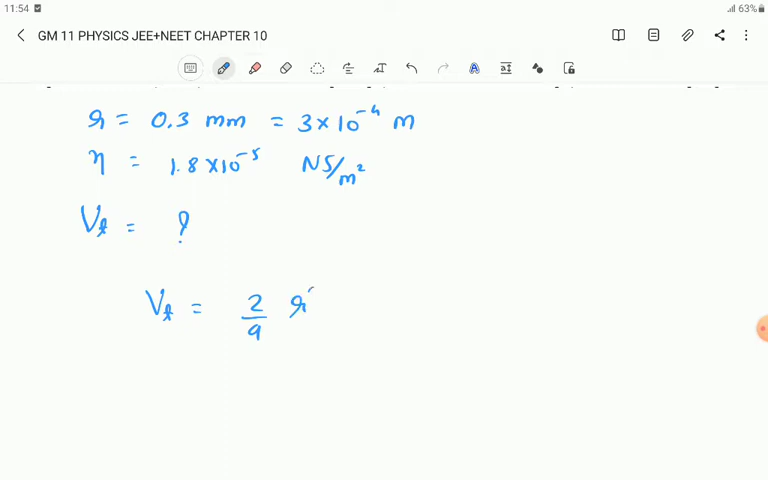 11:54 63%
GM 11 PHYSICS JEE+NEET CHAPTER 10
r = 0.3 mm = 3×10⁻⁴ m
η = 1.8×10⁻⁵ NS/m²
Vt = ?
Vt = 2/9 r